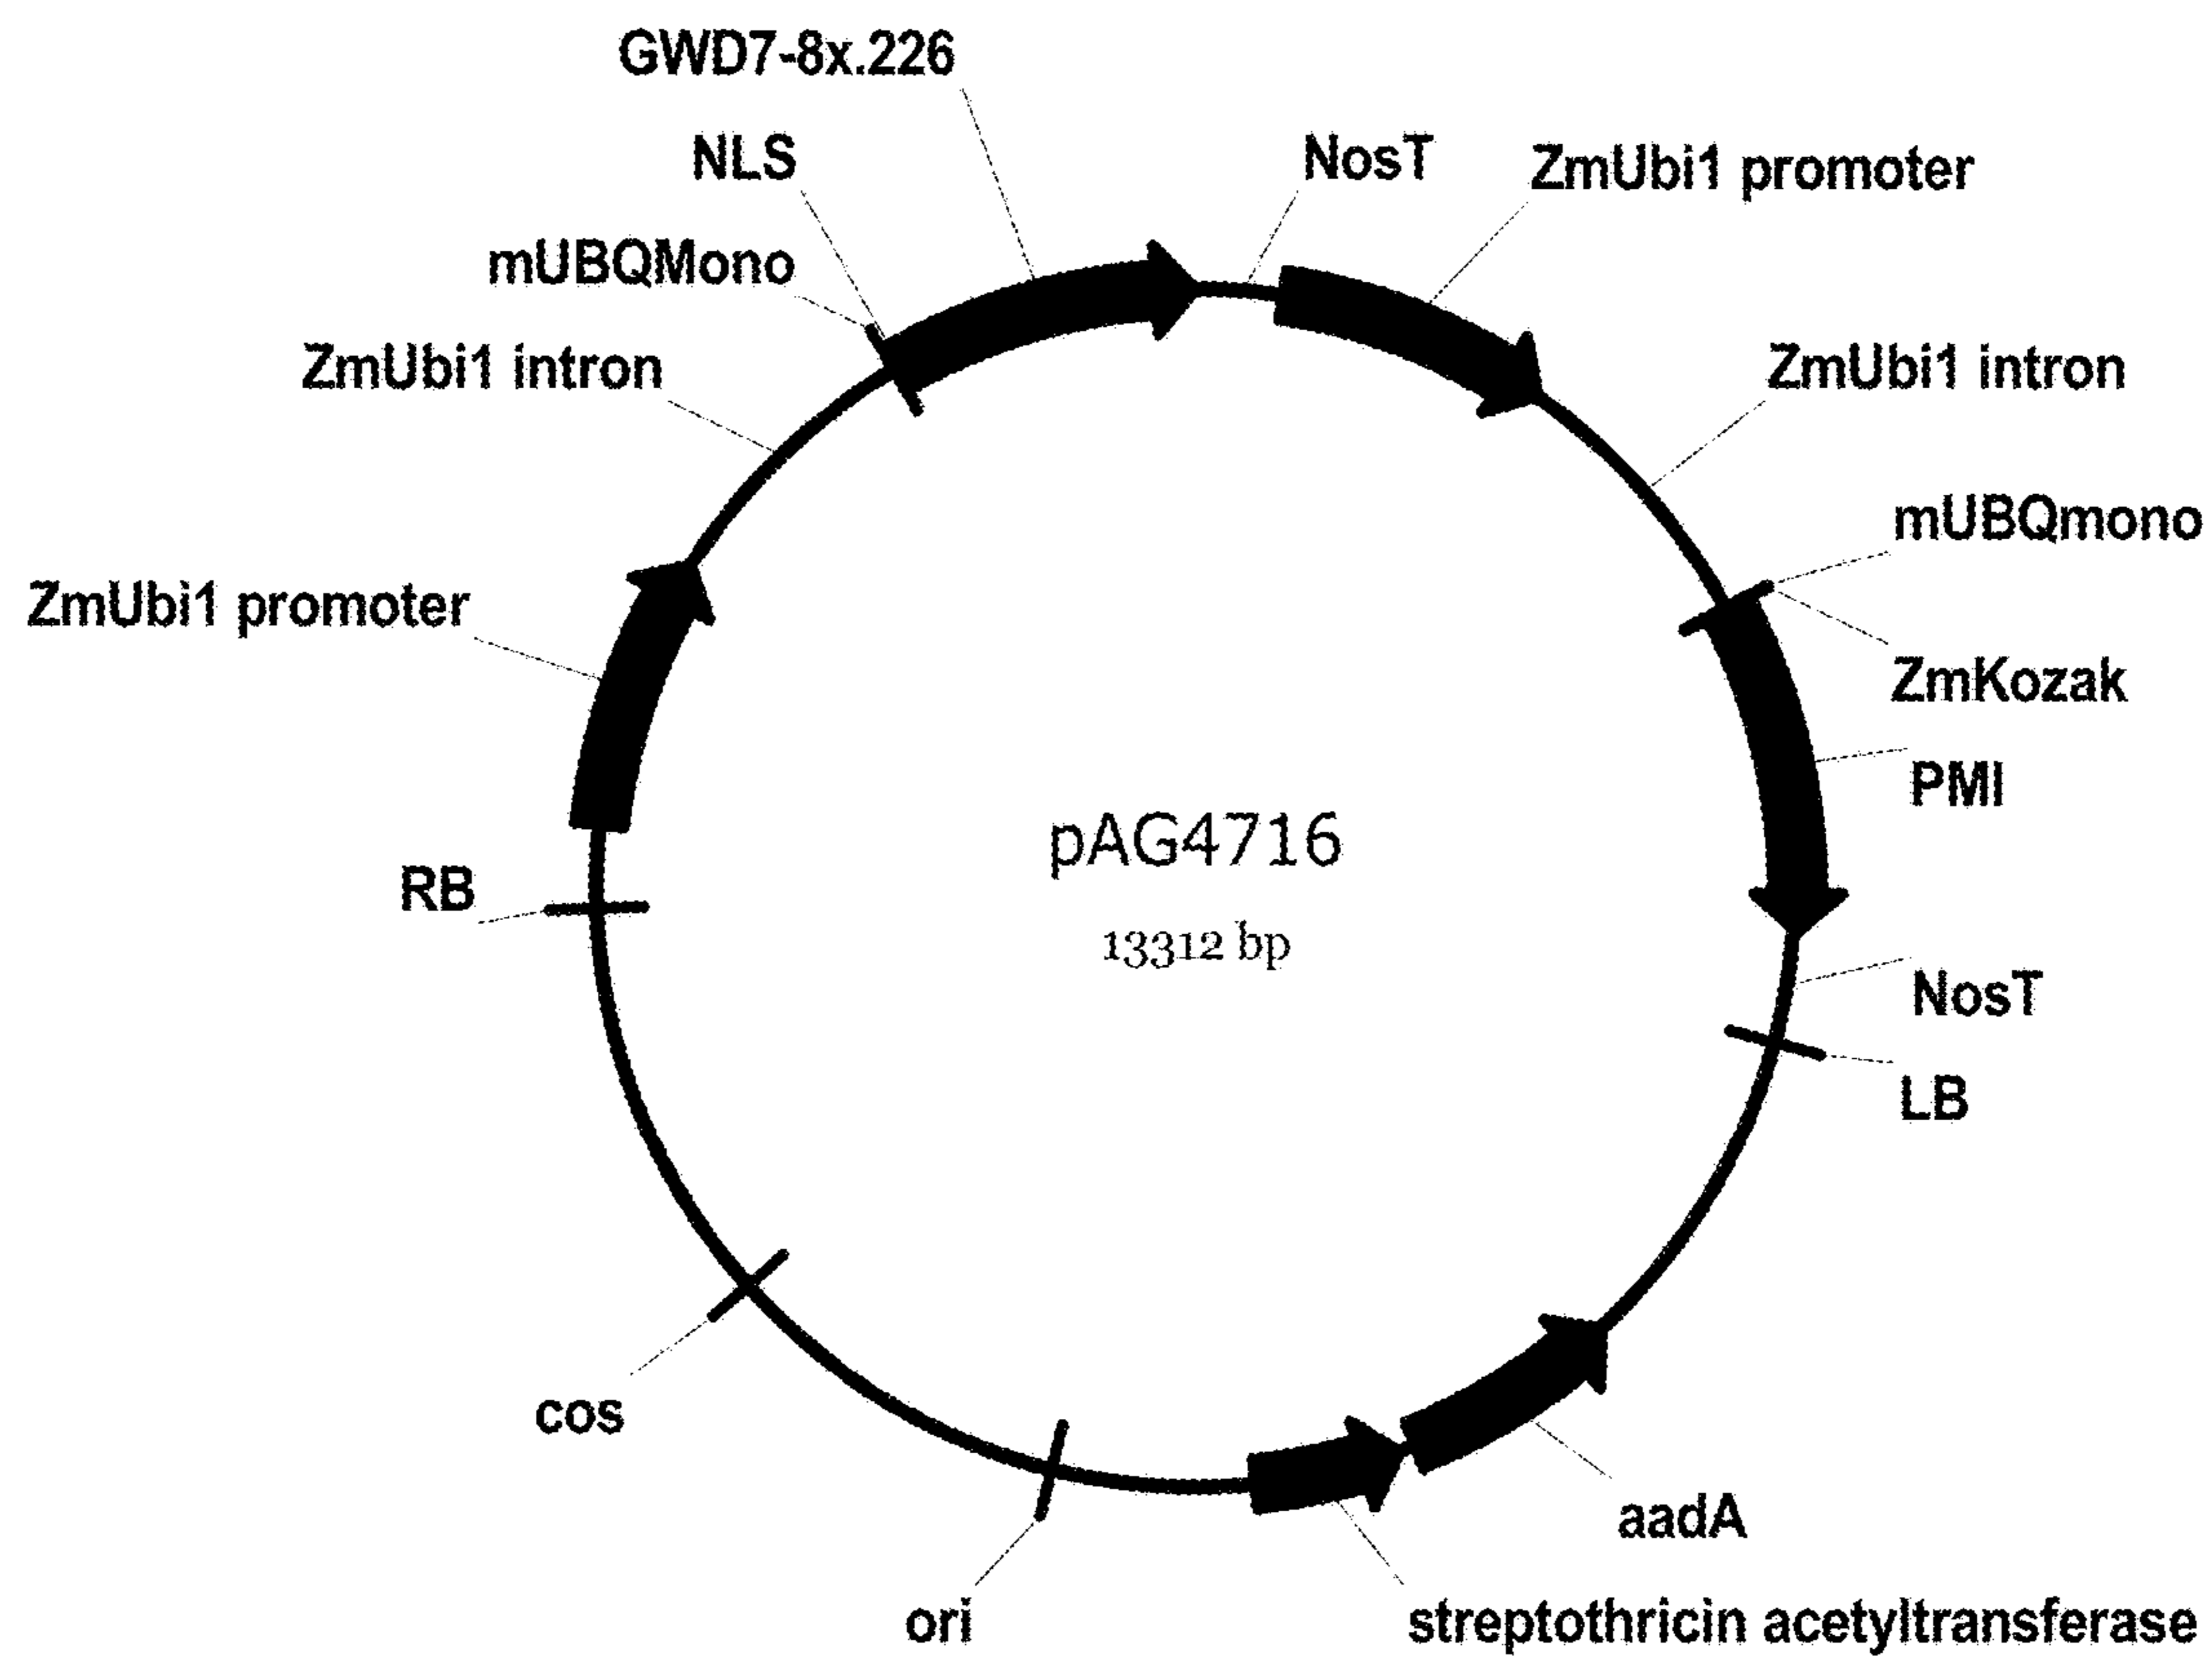 GWD7-8x.226
NLS
NosT
ZmUbi1 promoter
mUBQMono
ZmUbi1 intron
ZmUbi1 intron
mUBQmono
ZmUbi1 promoter
ZmKozak
PMI
pAG4716
RB
13312 bp
NosT
LB
cos
aadA
ori
streptothricin acetyltransferase